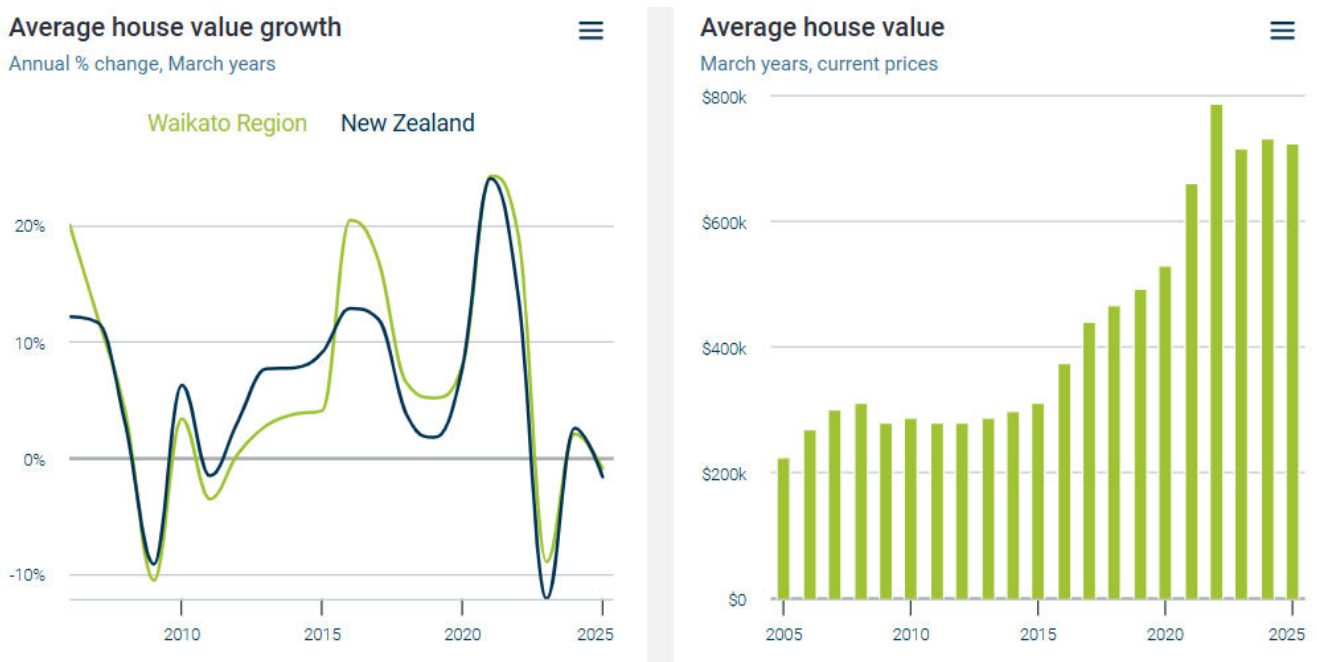 Average house value growth
Annual % change, March years
Waikato Region New Zealand
20%
10%
0%
-10%
2010 2015 2020 2025
Average house value
March years, current prices
$800k
$600k
$400k
$200k
$0
2005 2010 2015 2020 2025